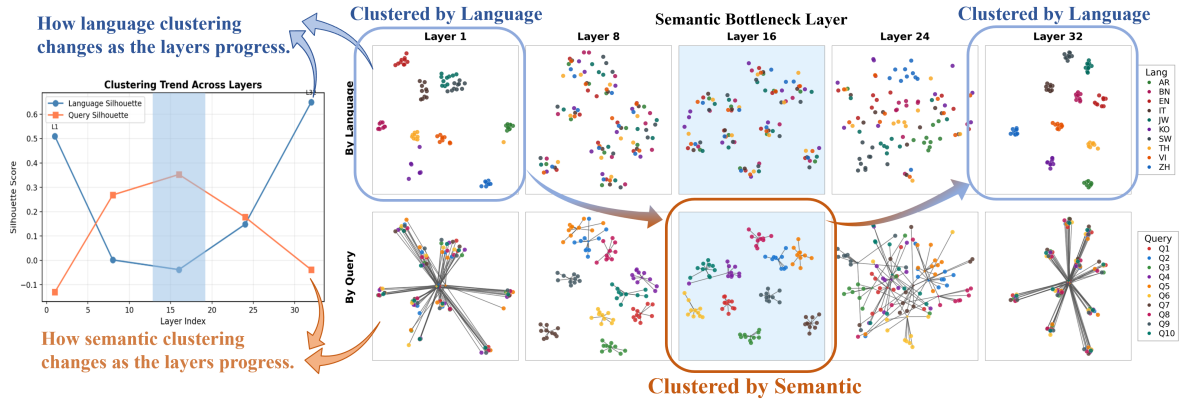 How language clustering
changes as the layers progress.
Clustered by Language
Semantic Bottleneck Layer
Clustered by Language
Layer 1
Layer 8
Layer 16
Layer 24
Layer 32
Clustering Trend Across Layers
Language Silhouette
Query Silhouette
L1
Silhouette Score
0.6
0.5
0.4
0.3
0.2
0.1
0.0
−0.1
0
5
10
15
20
25
30
Layer Index
By Language
By Query
Lang
AR
BN
EN
IT
JW
KO
SW
TH
VI
ZH
Query
Q1
Q2
Q3
Q4
Q5
Q6
Q7
Q8
Q9
Q10
How semantic clustering
changes as the layers progress.
Clustered by Semantic